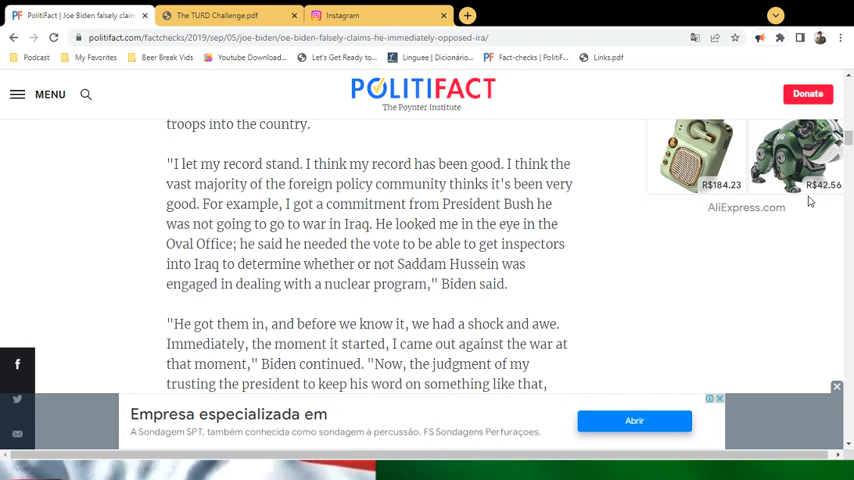 PolitiFact | Joe Biden falsely claim
The TURD Challenge.pdf
Instagram
politifact.com/factchecks/2019/sep/05/joe-biden/oe-biden-falsely-claims-he-immediately-opposed-ira/
Podcast
My Favorites
Beer Break Vids
Youtube Download...
Let's Get Ready to...
Linguee | Dicionário...
Fact-checks | PolitiF...
Links.pdf
MENU
POLITIFACT
The Poynter Institute
Donate
troops into the country.
"I let my record stand. I think my record has been good. I think the
vast majority of the foreign policy community thinks it's been very
good. For example, I got a commitment from President Bush he
was not going to go to war in Iraq. He looked me in the eye in the
Oval Office; he said he needed the vote to be able to get inspectors
into Iraq to determine whether or not Saddam Hussein was
engaged in dealing with a nuclear program," Biden said.
"He got them in, and before we know it, we had a shock and awe.
Immediately, the moment it started, I came out against the war at
that moment," Biden continued. "Now, the judgment of my
trusting the president to keep his word on something like that,
R$184.23
R$42.56
AliExpress.com
Empresa especializada em
A Sondagem SPT, também conhecida como sondagem à percussão. FS Sondagens Perfuraçoes.
Abrir